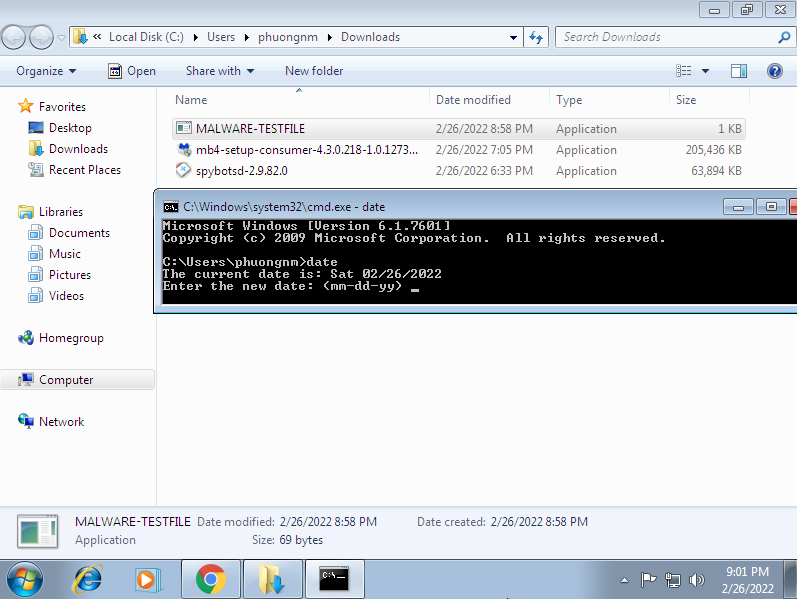 « Local Disk (C:) ▸ Users ▸ phuongnm ▸ Downloads
Search Downloads
Organize Open Share with New folder
Name Date modified Type Size
Favorites
Desktop
Downloads
Recent Places
Libraries
Documents
Music
Pictures
Videos
Homegroup
Computer
Network
MALWARE-TESTFILE 2/26/2022 8:58 PM Application 1 KB
mb4-setup-consumer-4.3.0.218-1.0.1273... 2/26/2022 7:05 PM Application 205,436 KB
spybotsd-2.9.82.0 2/26/2022 6:33 PM Application 63,894 KB
C:\Windows\system32\cmd.exe - date
Microsoft Windows [Version 6.1.7601]
Copyright (c) 2009 Microsoft Corporation.  All rights reserved.
C:\Users\phuongnm>date
The current date is: Sat 02/26/2022
Enter the new date: (mm-dd-yy) _
MALWARE-TESTFILE Date modified: 2/26/2022 8:58 PM Date created: 2/26/2022 8:58 PM
Application Size: 69 bytes
C:\_
9:01 PM
2/26/2022